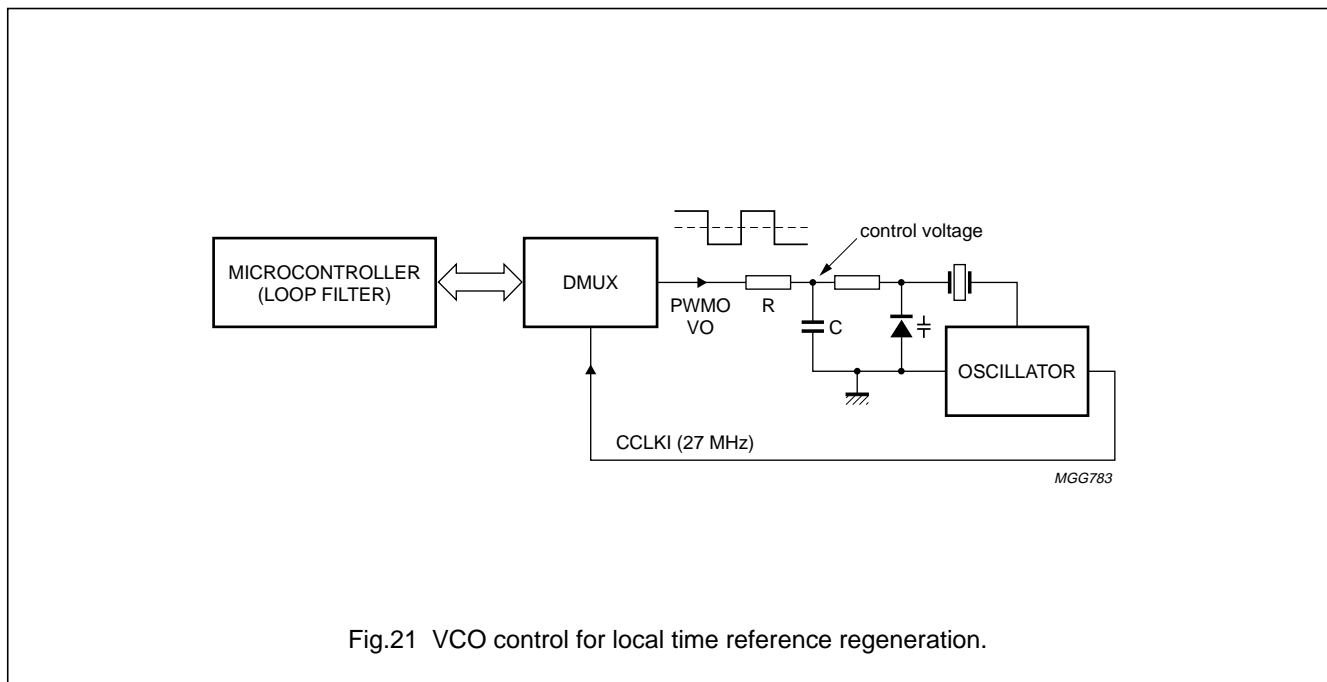 control voltage
MICROCONTROLLER
(LOOP FILTER)
DMUX
PWMO
VO
R
C
OSCILLATOR
CCLKI (27 MHz)
MGG783
Fig.21 VCO control for local time reference regeneration.